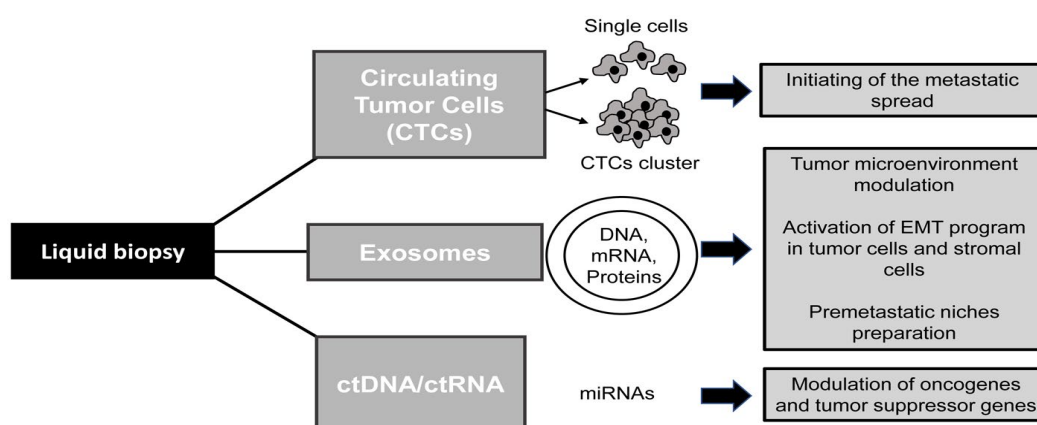 Liquid biopsy
Circulating
Tumor Cells
(CTCs)
Single cells
CTCs cluster
Initiating of the metastatic
spread
Exosomes
DNA,
mRNA,
Proteins
Tumor microenvironment
modulation
Activation of EMT program
in tumor cells and stromal
cells
Premetastatic niches
preparation
ctDNA/ctRNA
miRNAs
Modulation of oncogenes
and tumor suppressor genes